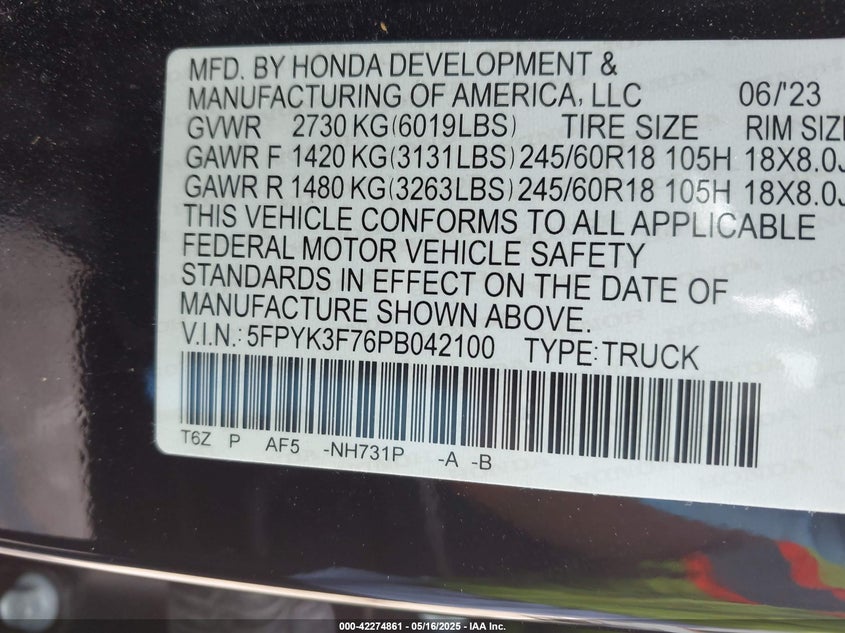 MFD. BY HONDA DEVELOPMENT &
MANUFACTURING OF AMERICA, LLC 06/'23
GVWR 2730 KG(6019LBS) TIRE SIZE RIM SIZE
GAWR F 1420 KG(3131LBS) 245/60R18 105H 18X8.0J
GAWR R 1480 KG(3263LBS) 245/60R18 105H 18X8.0J
THIS VEHICLE CONFORMS TO ALL APPLICABLE
FEDERAL MOTOR VEHICLE SAFETY
STANDARDS IN EFFECT ON THE DATE OF
MANUFACTURE SHOWN ABOVE.
V.I.N.: 5FPYK3F76PB042100 TYPE: TRUCK
T6Z P AF5 -NH731P -A -B
000-42274861 - 05/16/2025 - IAA Inc.